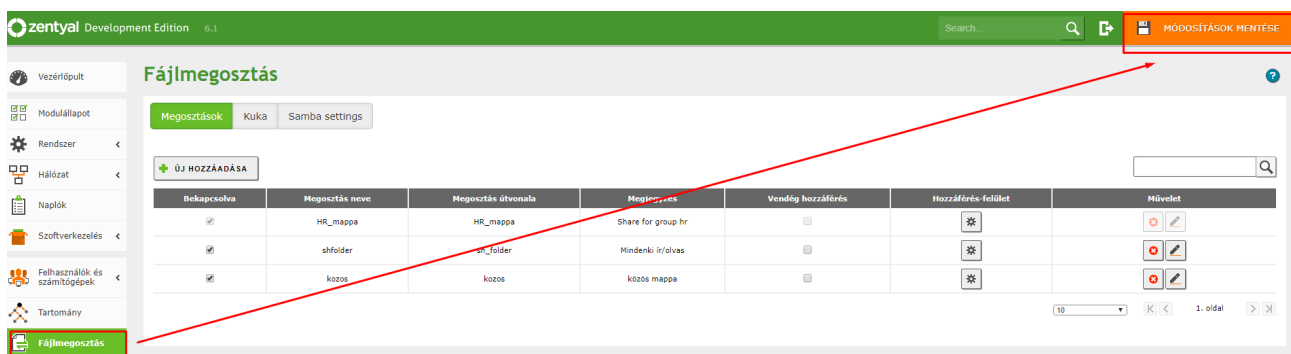 zentyal Development Edition 6.1
Search...
MÓDOSÍTÁSOK MENTÉSE
Vezérlőpult
Modulállapot
Rendszer
Hálózat
Naplók
Szoftverkezelés
Felhasználók és
számítógépek
Tartomány
Fájlmegosztás
Fájlmegosztás
Megosztások Kuka Samba settings
ÚJ HOZZÁADÁSA
Bekapcsolva Megosztás neve Megosztás útvonala Megjegyzés Vendég hozzáférés Hozzáférés-felület Művelet
HR_mappa HR_mappa Share for group hr
shfolder sh_folder Mindenki ír/olvas
kozos kozos közös mappa
10 1. oldal